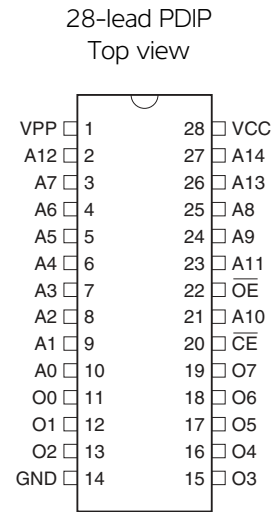 28-lead PDIP
Top view
VPP 1 28 VCC
A12 2 27 A14
A7 3 26 A13
A6 4 25 A8
A5 5 24 A9
A4 6 23 A11
A3 7 22 O̅E̅
A2 8 21 A10
A1 9 20 C̅E̅
A0 10 19 O7
O0 11 18 O6
O1 12 17 O5
O2 13 16 O4
GND 14 15 O3